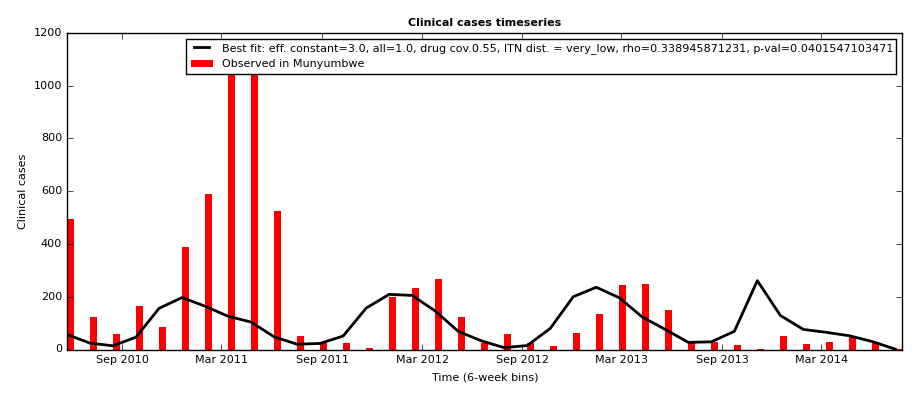 Clinical cases timeseries
1200
1000
800
600
400
200
0
Clinical cases
Best fit: eff. constant=3.0, all=1.0, drug cov.0.55, ITN dist. = very_low, rho=0.338945871231, p-val=0.0401547103471
Observed in Munyumbwe
Sep 2010 Mar 2011 Sep 2011 Mar 2012 Sep 2012 Mar 2013 Sep 2013 Mar 2014
Time (6-week bins)